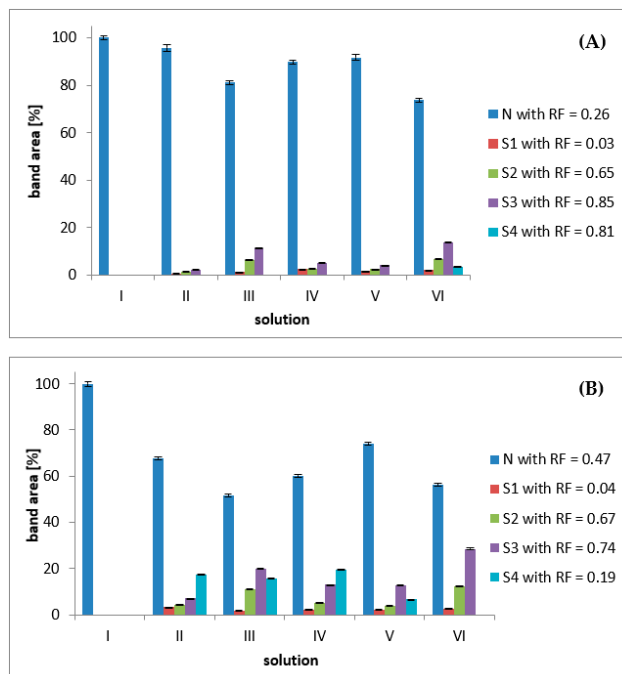 (A)
band area [%]
100
80
60
40
20
0
I II III IV V VI
solution
N with RF = 0.26
S1 with RF = 0.03
S2 with RF = 0.65
S3 with RF = 0.85
S4 with RF = 0.81
(B)
band area [%]
100
80
60
40
20
0
I II III IV V VI
solution
N with RF = 0.47
S1 with RF = 0.04
S2 with RF = 0.67
S3 with RF = 0.74
S4 with RF = 0.19